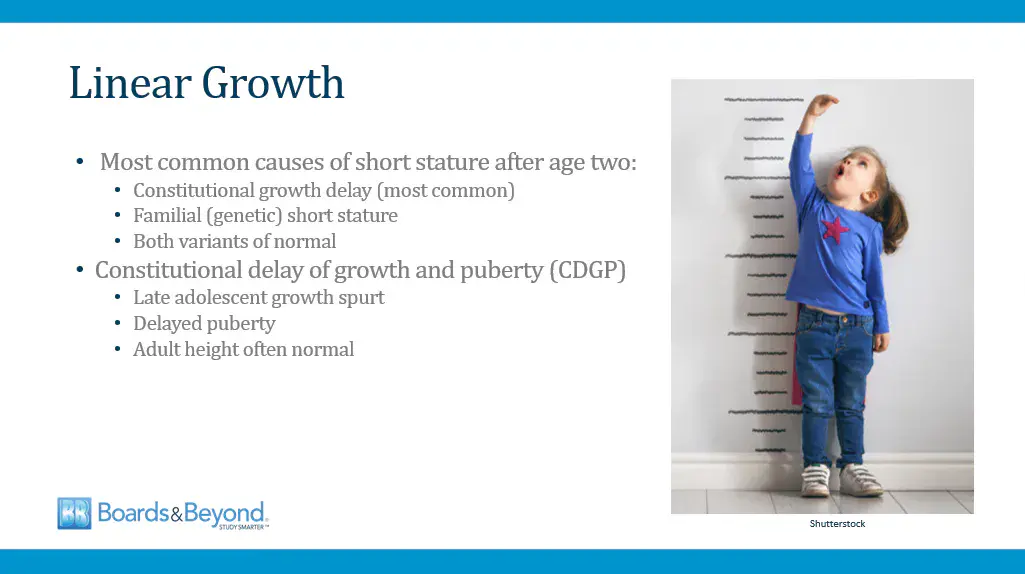 Linear Growth
• Most common causes of short stature after age two:
• Constitutional growth delay (most common)
• Familial (genetic) short stature
• Both variants of normal
• Constitutional delay of growth and puberty (CDGP)
• Late adolescent growth spurt
• Delayed puberty
• Adult height often normal
BB Boards&Beyond®
STUDY SMARTER™
Shutterstock